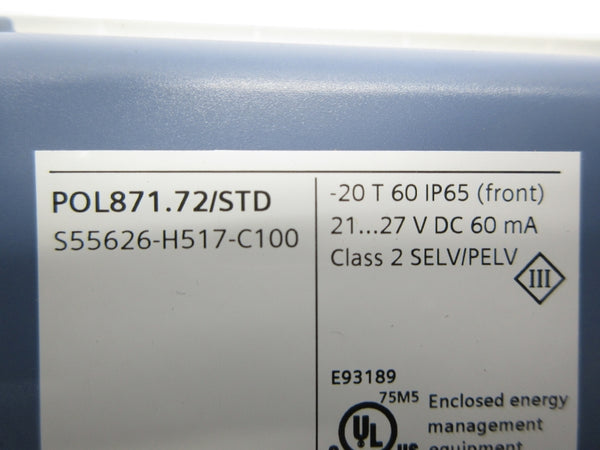 POL871.72/STD
S55626-H517-C100
-20 T 60 IP65 (front)
21...27 V DC 60 mA
Class 2 SELV/PELV
III
E93189
75M5 Enclosed energy
management
UL
US equipment